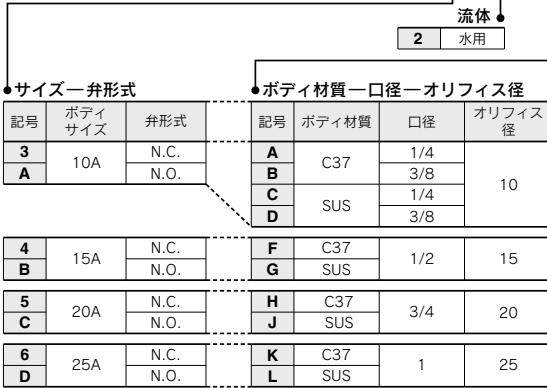 流体
2 水用
サイズ―弁形式
ボディ材質―口径―オリフィス径
記号 ボディサイズ 弁形式 記号 ボディ材質 口径 オリフィス径
3 10A N.C. A C37 1/4 10
A N.O. B 3/8
C SUS 1/4
D 3/8
4 15A N.C. F C37 1/2 15
B N.O. G SUS
5 20A N.C. H C37 3/4 20
C N.O. J SUS
6 25A N.C. K C37 1 25
D N.O. L SUS